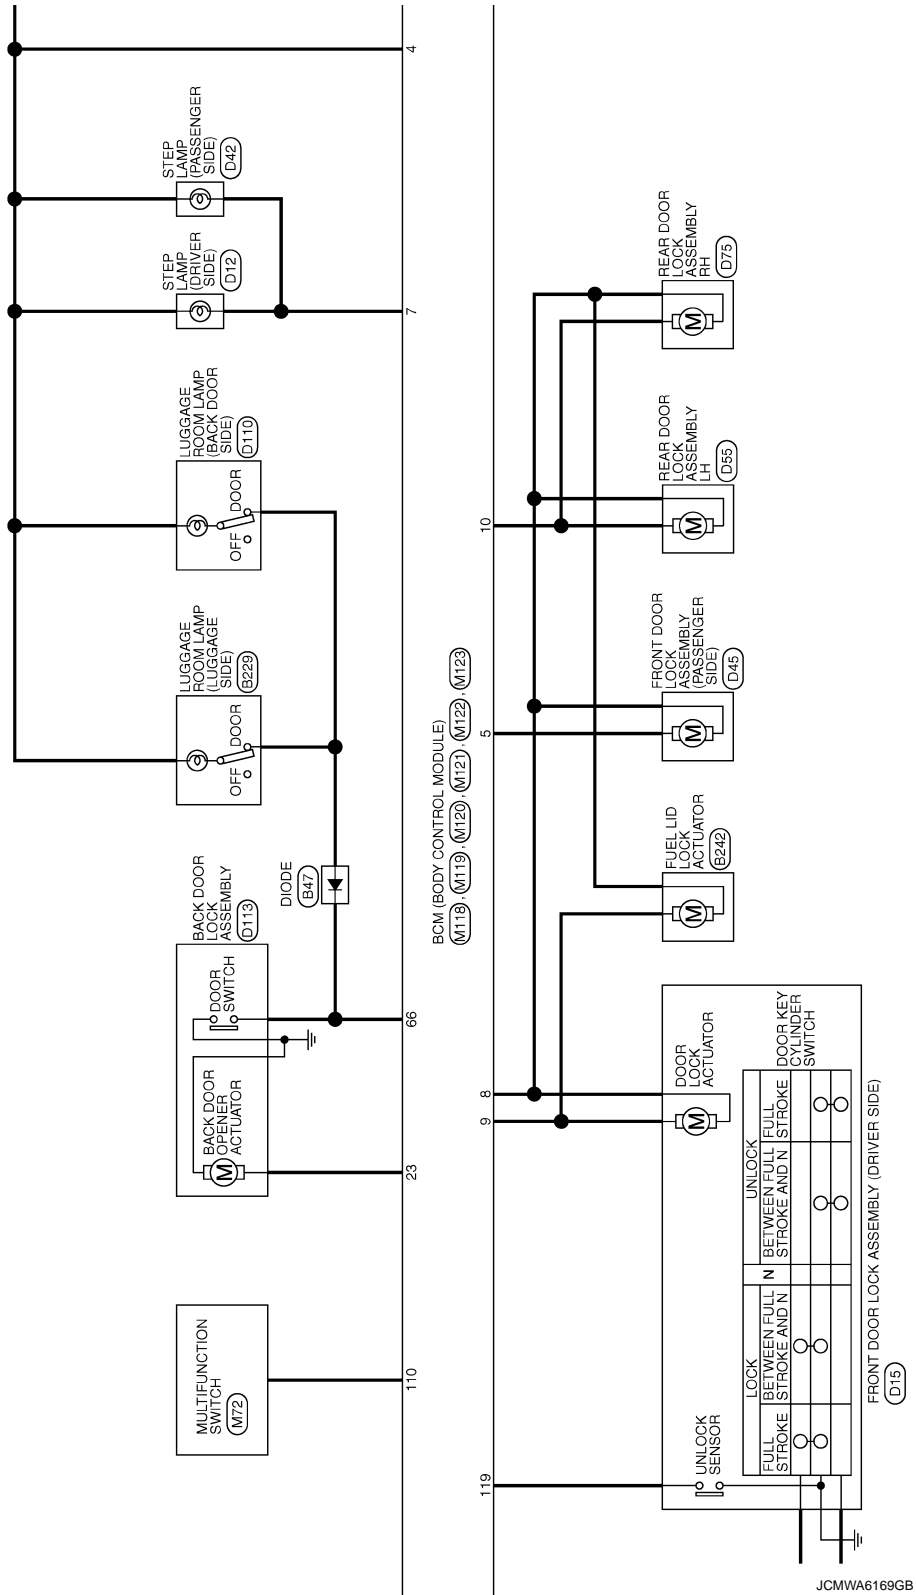 4
STEP
LAMP
(PASSENGER
SIDE)
D42
STEP
LAMP
(DRIVER
SIDE)
D12
7
LUGGAGE
ROOM LAMP
(BACK DOOR
SIDE)
D110
OFF
DOOR
LUGGAGE
ROOM LAMP
(LUGGAGE
SIDE)
B229
OFF
DOOR
DIODE
B47
BACK DOOR
LOCK
ASSEMBLY
D113
DOOR
SWITCH
BACK DOOR
OPENER
ACTUATOR
M
66
23
MULTIFUNCTION
SWITCH
M72
110
BCM (BODY CONTROL MODULE)
M118 , M119 , M120 , M121 , M122 , M123
10
5
8
9
119
REAR DOOR
LOCK
ASSEMBLY
RH
D75
M
REAR DOOR
LOCK
ASSEMBLY
LH
D55
M
FRONT DOOR
LOCK
ASSEMBLY
(PASSENGER
SIDE)
D45
M
FUEL LID
LOCK
ACTUATOR
B242
M
DOOR
LOCK
ACTUATOR
M
DOOR KEY
CYLINDER
SWITCH
UNLOCK
FULL
STROKE
BETWEEN FULL
STROKE AND N
N
LOCK
BETWEEN FULL
STROKE AND N
FULL
STROKE
UNLOCK
SENSOR
FRONT DOOR LOCK ASSEMBLY (DRIVER SIDE)
D15
JCMWA6169GB